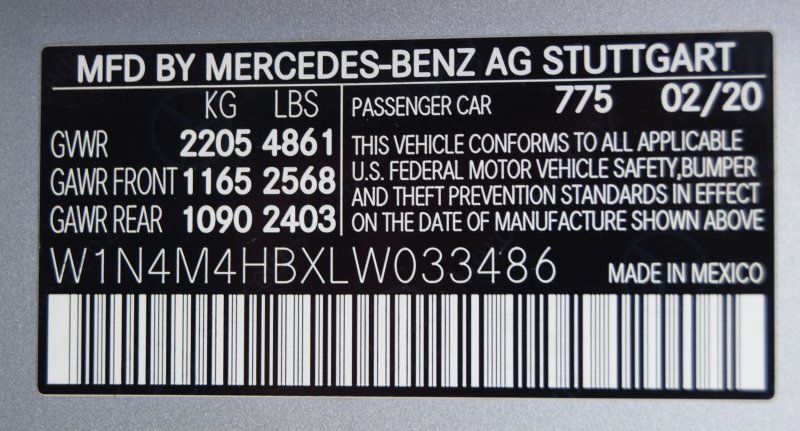 MFD BY MERCEDES-BENZ AG STUTTGART
KG LBS
GVWR 2205 4861
GAWR FRONT 1165 2568
GAWR REAR 1090 2403
PASSENGER CAR 775 02/20
THIS VEHICLE CONFORMS TO ALL APPLICABLE
U.S. FEDERAL MOTOR VEHICLE SAFETY,BUMPER
AND THEFT PREVENTION STANDARDS IN EFFECT
ON THE DATE OF MANUFACTURE SHOWN ABOVE
W1N4M4HBXLW033486
MADE IN MEXICO